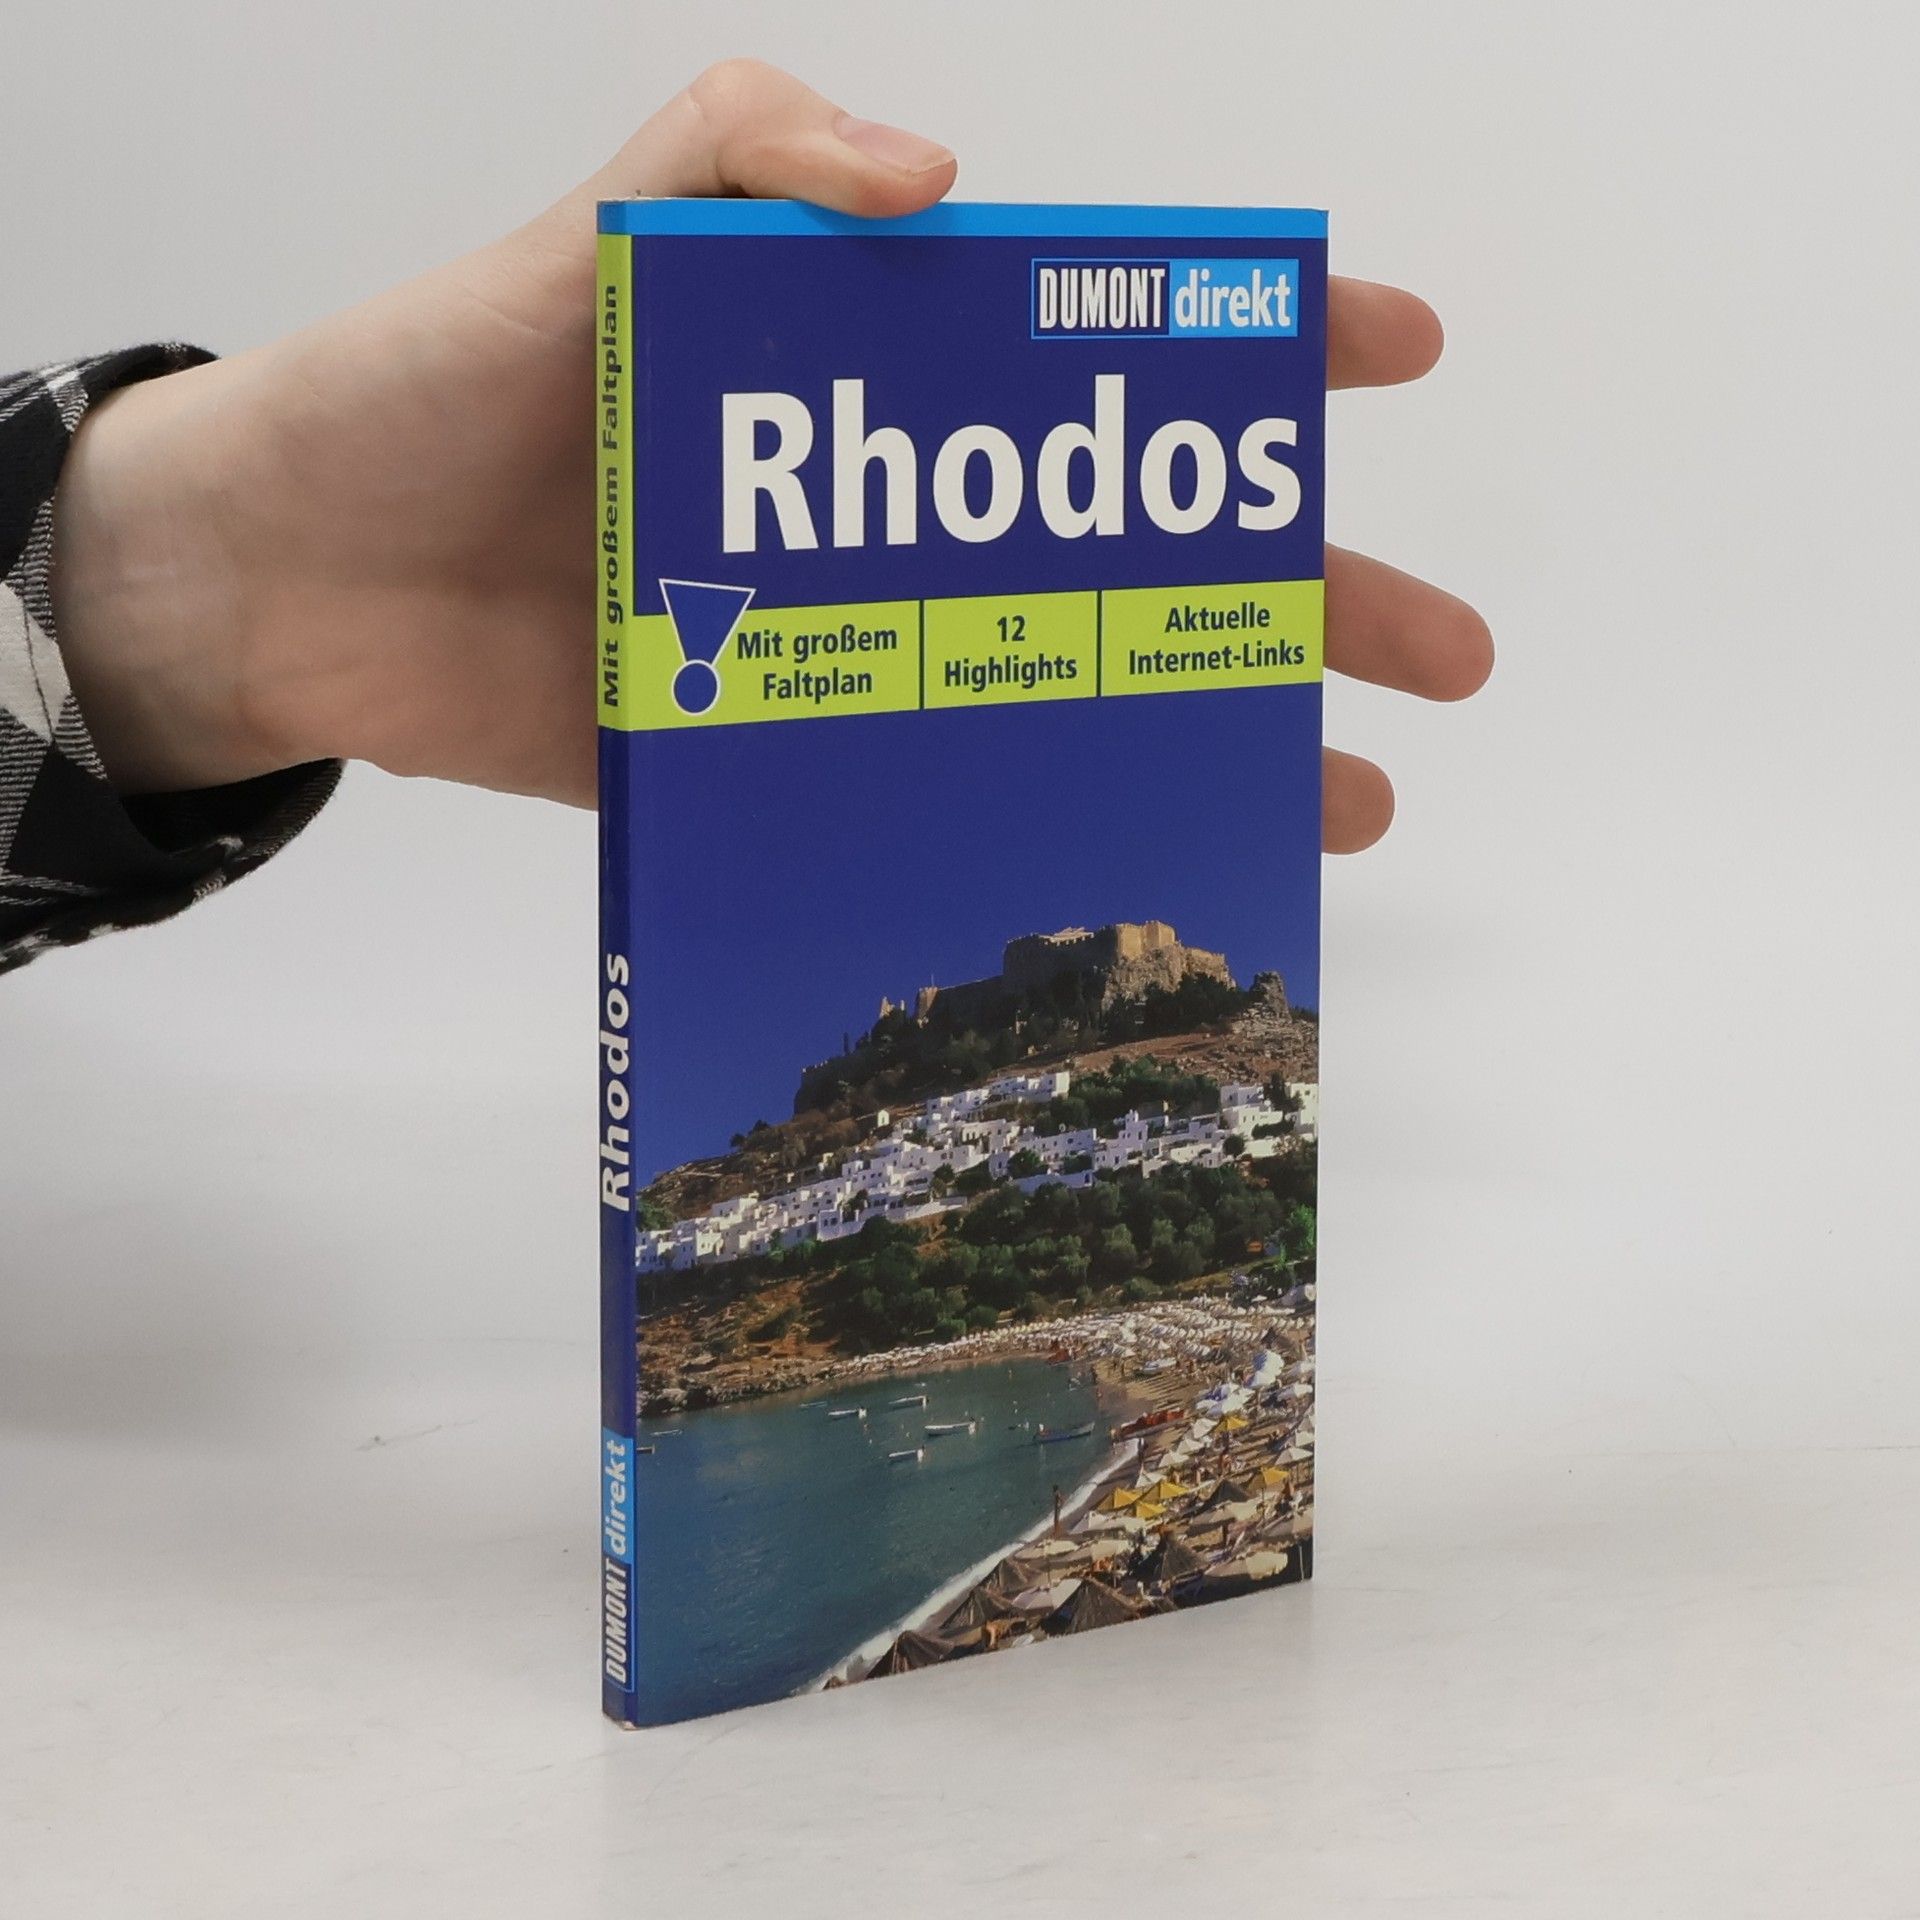 DUMONT direkt
Rhodos
Mit großem
Faltplan
12
Highlights
Aktuelle
Internet-Links
Mit großem Faltplan
Rhodos
DUMONT direkt